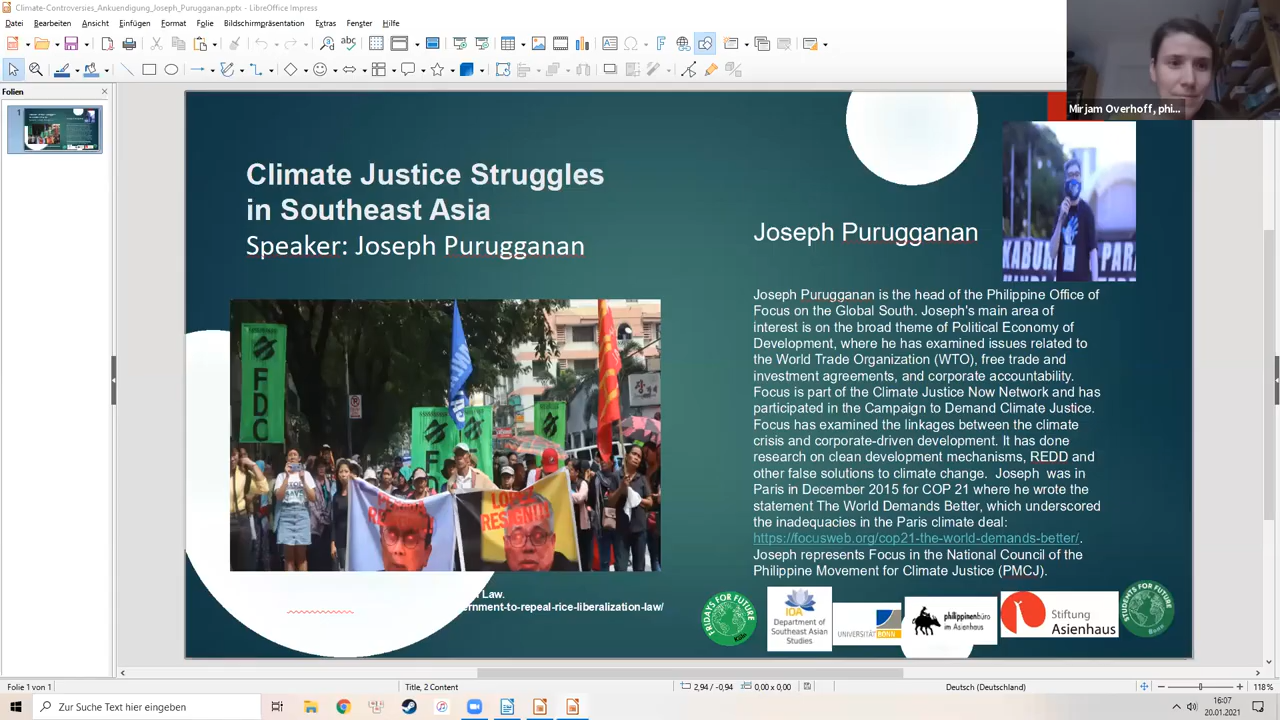 Climate-Controversies_Ankuendigung_Joseph_Purugganan.pptx - LibreOffice Impress
Datei Bearbeiten Ansicht Einfügen Format Folie Bildschirmpräsentation Extras Fenster Hilfe
Mirjam Overhoff, phi...
Folien
1
Climate Justice Struggles
in Southeast Asia
Speaker: Joseph Purugganan
FDC
RESIGN
Joseph Purugganan
KABU
PAR
Joseph Purugganan is the head of the Philippine Office of
Focus on the Global South. Joseph's main area of
interest is on the broad theme of Political Economy of
Development, where he has examined issues related to
the World Trade Organization (WTO), free trade and
investment agreements, and corporate accountability.
Focus is part of the Climate Justice Now Network and has
participated in the Campaign to Demand Climate Justice.
Focus has examined the linkages between the climate
crisis and corporate-driven development. It has done
research on clean development mechanisms, REDD and
other false solutions to climate change. Joseph was in
Paris in December 2015 for COP 21 where he wrote the
statement The World Demands Better, which underscored
the inadequacies in the Paris climate deal:
https://focusweb.org/cop21-the-world-demands-better/.
Joseph represents Focus in the National Council of the
Philippine Movement for Climate Justice (PMCJ).
Law.
ernment-to-repeal-rice-liberalization-law/
FRIDAYS FOR FUTURE
IOA
Department of
Southeast Asian
Studies
UNIVERSITÄT BONN
philippinenbüro
im Asienhaus
Stiftung
Asienhaus
STUDENTS FOR FUTURE
Folie 1 von 1
Title, 2 Content
2,94 / -0,94
0,00 x 0,00
Deutsch (Deutschland)
118%
Zur Suche Text hier eingeben
16:07
20.01.2021